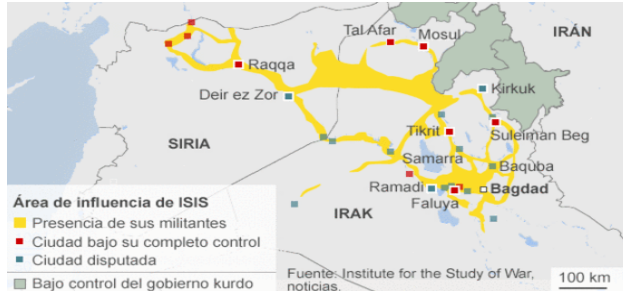 Tal Afar
Mosul
IRÁN
Raqqa
Kirkuk
Deir ez Zor
Tikrit
Suleiman Beg
SIRIA
Samarra
Baquba
Ramadi
Bagdad
Faluya
IRAK
Área de influencia de ISIS
Presencia de sus militantes
Ciudad bajo su completo control
Ciudad disputada
Bajo control del gobierno kurdo
Fuente: Institute for the Study of War,
noticias.
100 km